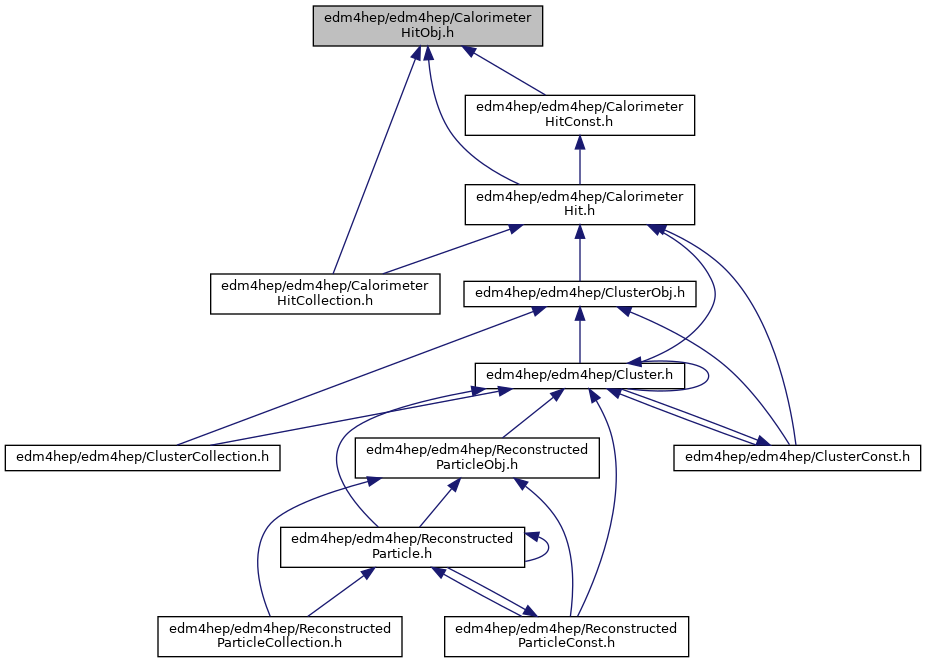 edm4hep/edm4hep/Calorimeter
HitObj.h
edm4hep/edm4hep/Calorimeter
HitConst.h
edm4hep/edm4hep/Calorimeter
Hit.h
edm4hep/edm4hep/Calorimeter
HitCollection.h
edm4hep/edm4hep/ClusterObj.h
edm4hep/edm4hep/Cluster.h
edm4hep/edm4hep/ClusterCollection.h
edm4hep/edm4hep/Reconstructed
ParticleObj.h
edm4hep/edm4hep/ClusterConst.h
edm4hep/edm4hep/Reconstructed
Particle.h
edm4hep/edm4hep/Reconstructed
ParticleCollection.h
edm4hep/edm4hep/Reconstructed
ParticleConst.h